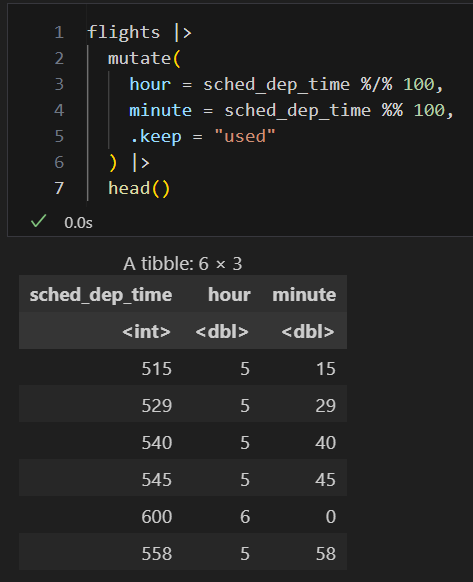 1 flights |>
2 mutate(
3 hour = sched_dep_time %/% 100,
4 minute = sched_dep_time %% 100,
5 .keep = "used"
6 ) |>
7 head()
✓ 0.0s
A tibble: 6 × 3
sched_dep_time hour minute
<int> <dbl> <dbl>
515 5 15
529 5 29
540 5 40
545 5 45
600 6 0
558 5 58